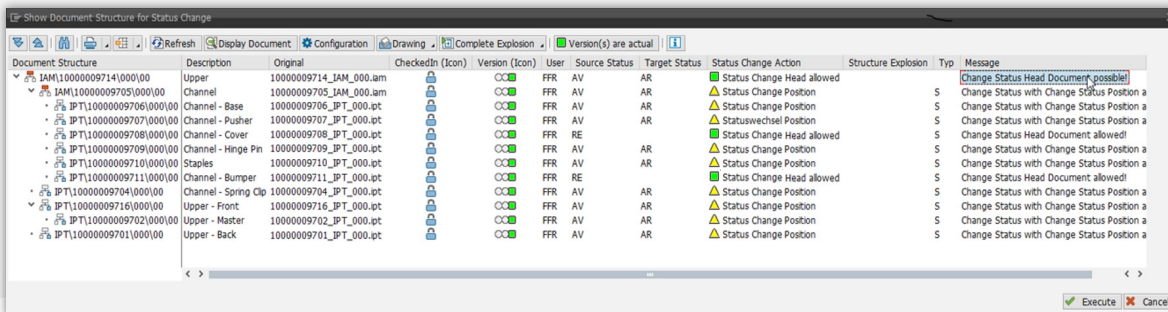 Show Document Structure for Status Change
Refresh Display Document Configuration Drawing Complete Explosion Version(s) are actual
Document Structure Description Original CheckedIn (Icon) Version (Icon) User Source Status Target Status Status Change Action Structure Explosion Typ Message
IAM\10000009714\000\00 Upper 10000009714_IAM_000.iam FFR AV AR Status Change Head allowed Change Status Head Document possible!
IAM\10000009705\000\00 Channel 10000009705_IAM_000.iam FFR AV AR Status Change Position S Change Status with Change Status Position a
IPT\10000009706\000\00 Channel - Base 10000009706_IPT_000.ipt FFR AV AR Status Change Position S Change Status with Change Status Position a
IPT\10000009707\000\00 Channel - Pusher 10000009707_IPT_000.ipt FFR AV AR Statuswechsel Position S Change Status with Change Status Position a
IPT\10000009708\000\00 Channel - Cover 10000009708_IPT_000.ipt FFR RE Status Change Head allowed S Change Status Head Document allowed!
IPT\10000009709\000\00 Channel - Hinge Pin 10000009709_IPT_000.ipt FFR AV AR Status Change Position S Change Status with Change Status Position a
IPT\10000009710\000\00 Staples 10000009710_IPT_000.ipt FFR AV AR Status Change Position S Change Status with Change Status Position a
IPT\10000009711\000\00 Channel - Bumper 10000009711_IPT_000.ipt FFR RE Status Change Head allowed S Change Status Head Document allowed!
IPT\10000009704\000\00 Channel - Spring Clip 10000009704_IPT_000.ipt FFR AV AR Status Change Position S Change Status with Change Status Position a
IPT\10000009716\000\00 Upper - Front 10000009716_IPT_000.ipt FFR AV AR Status Change Position S Change Status with Change Status Position a
IPT\10000009702\000\00 Upper - Master 10000009702_IPT_000.ipt FFR AV AR Status Change Position S Change Status with Change Status Position a
IPT\10000009701\000\00 Upper - Back 10000009701_IPT_000.ipt FFR AV AR Status Change Position S Change Status with Change Status Position a
Execute Cance